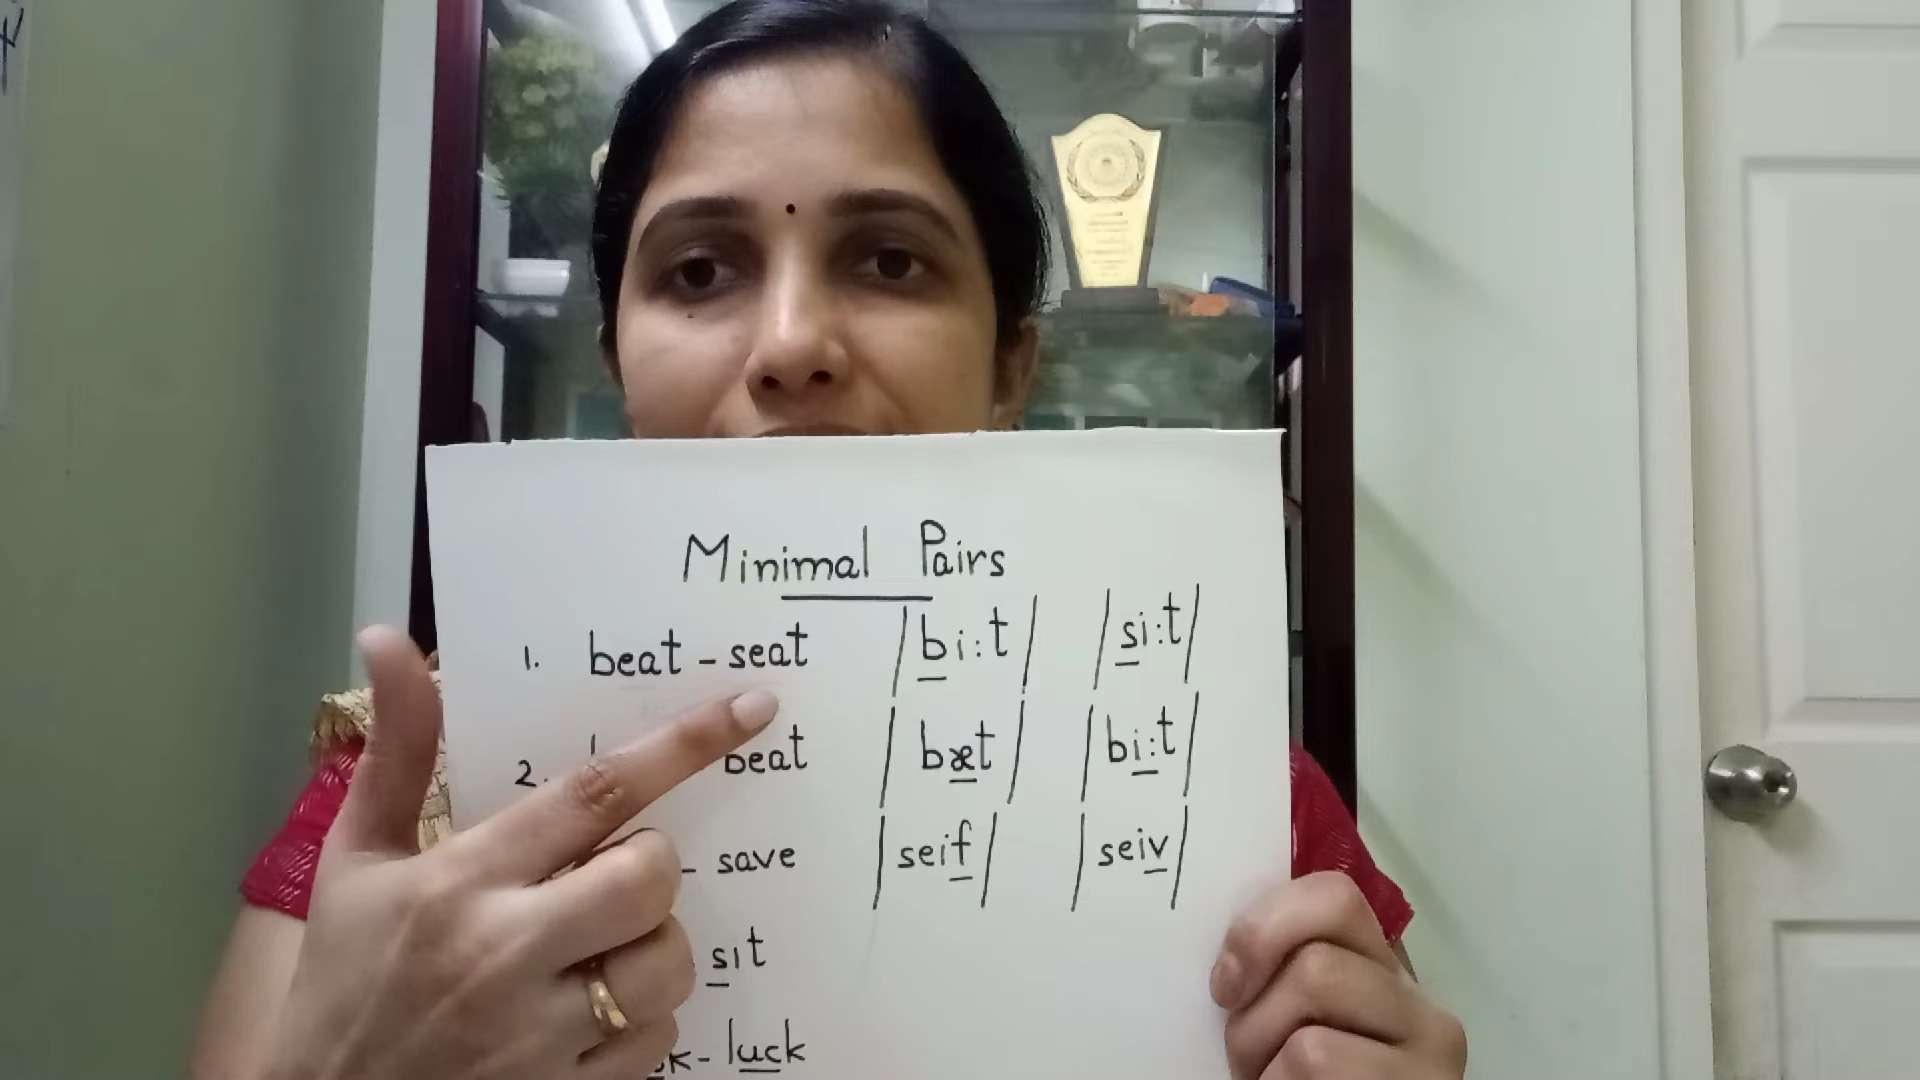 Minimal Pairs
1. beat - seat /bi:t/ /si:t/
2. beat /bæt/ /bi:t/
- save /seif/ /seiv/
sıt
k - luck